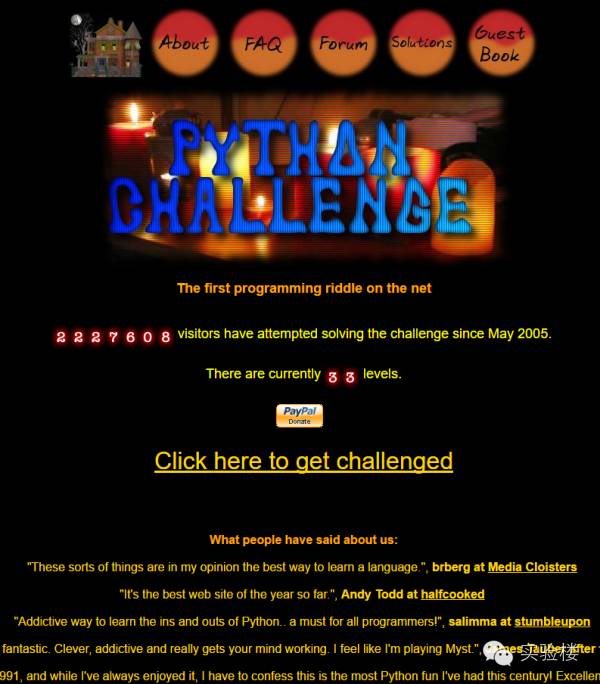 About
FAQ
Forum
Solutions
Guest
Book
PYTHON
CHALLENGE
The first programming riddle on the net
2227608 visitors have attempted solving the challenge since May 2005.
There are currently 33 levels.
PayPal
Donate
Click here to get challenged
What people have said about us:
"These sorts of things are in my opinion the best way to learn a language.", brberg at Media Cloisters
"It's the best web site of the year so far.", Andy Todd at halfcooked
"Addictive way to learn the ins and outs of Python.. a must for all programmers!", salimma at stumbleupon
fantastic. Clever, addictive and really gets your mind working. I feel like I'm playing Myst.",
实验楼
991, and while I've always enjoyed it, I have to confess this is the most Python fun I've had this century! Excellen